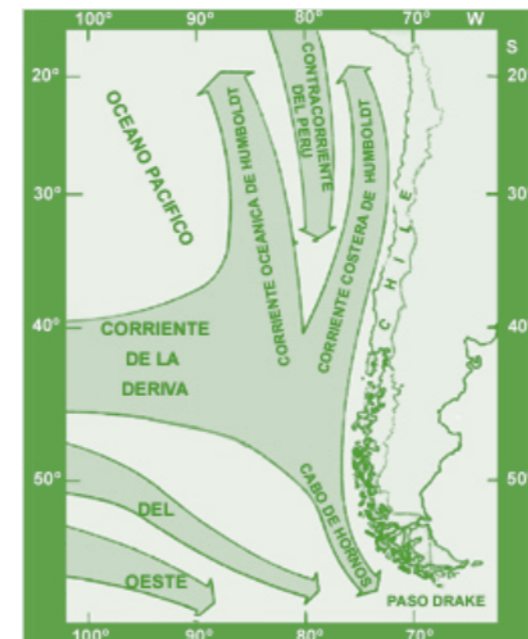 100° 90° 80° 70° W
S
20° 20°
30° 30°
40° 40°
50° 50°
OCEANO PACIFICO
CORRIENTE OCEANICA DE HUMBOLDT
CONTRACORRIENTE
DEL PERU
CORRIENTE COSTERA DE HUMBOLDT
CHILE
CORRIENTE
DE LA
DERIVA
DEL
OESTE
CABO DE HORNOS
PASO DRAKE
100° 90° 80° 70°